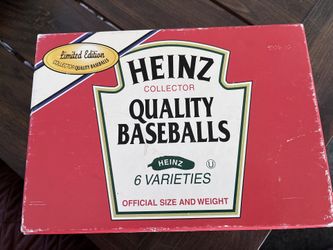 Limited Edition
COLLECTOR QUALITY BASEBALLS
HEINZ
COLLECTOR
QUALITY
BASEBALLS
HEINZ
U
6 VARIETIES
OFFICIAL SIZE AND WEIGHT